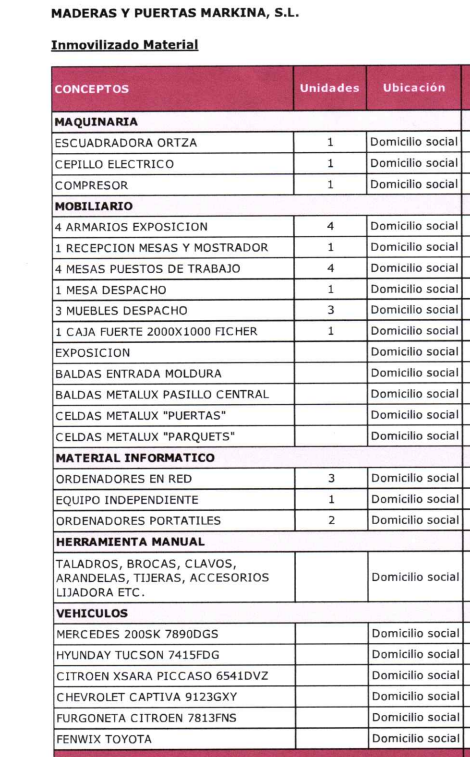 MADERAS Y PUERTAS MARKINA, S.L.
Inmovilizado Material
CONCEPTOS Unidades Ubicación
MAQUINARIA
ESCUADRADORA ORTZA 1 Domicilio social
CEPILLO ELECTRICO 1 Domicilio social
COMPRESOR 1 Domicilio social
MOBILIARIO
4 ARMARIOS EXPOSICION 4 Domicilio social
1 RECEPCION MESAS Y MOSTRADOR 1 Domicilio social
4 MESAS PUESTOS DE TRABAJO 4 Domicilio social
1 MESA DESPACHO 1 Domicilio social
3 MUEBLES DESPACHO 3 Domicilio social
1 CAJA FUERTE 2000X1000 FICHER 1 Domicilio social
EXPOSICION Domicilio social
BALDAS ENTRADA MOLDURA Domicilio social
BALDAS METALUX PASILLO CENTRAL Domicilio social
CELDAS METALUX "PUERTAS" Domicilio social
CELDAS METALUX "PARQUETS" Domicilio social
MATERIAL INFORMATICO
ORDENADORES EN RED 3 Domicilio social
EQUIPO INDEPENDIENTE 1 Domicilio social
ORDENADORES PORTATILES 2 Domicilio social
HERRAMIENTA MANUAL
TALADROS, BROCAS, CLAVOS,
ARANDELAS, TIJERAS, ACCESORIOS Domicilio social
LIJADORA ETC.
VEHICULOS
MERCEDES 200SK 7890DGS Domicilio social
HYUNDAY TUCSON 7415FDG Domicilio social
CITROEN XSARA PICCASO 6541DVZ Domicilio social
CHEVROLET CAPTIVA 9123GXY Domicilio social
FURGONETA CITROEN 7813FNS Domicilio social
FENWIX TOYOTA Domicilio social